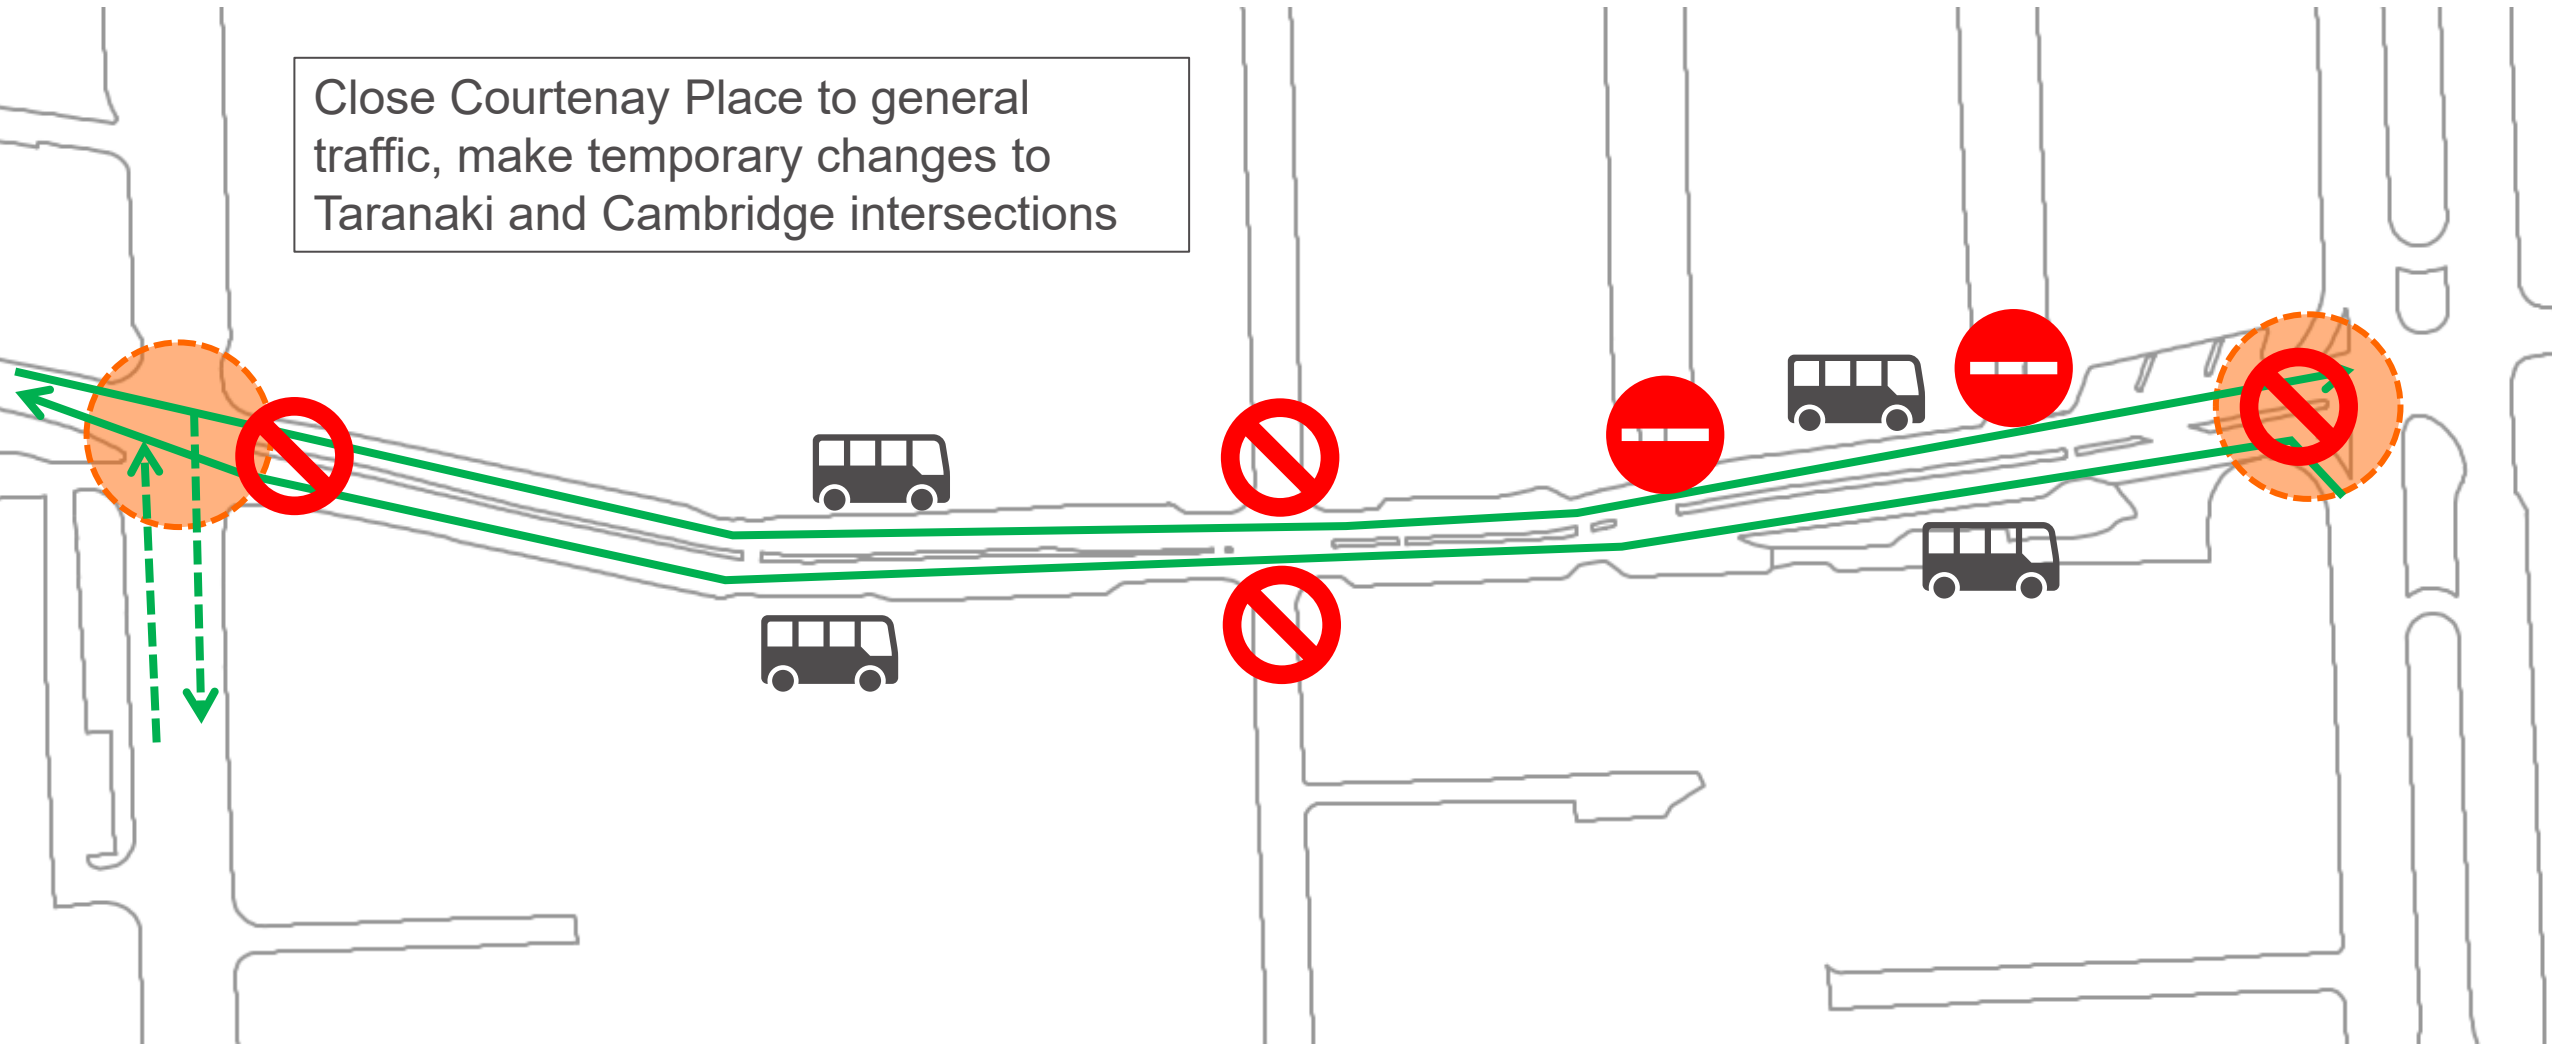 Close Courtenay Place to general
traffic, make temporary changes to
Taranaki and Cambridge intersections